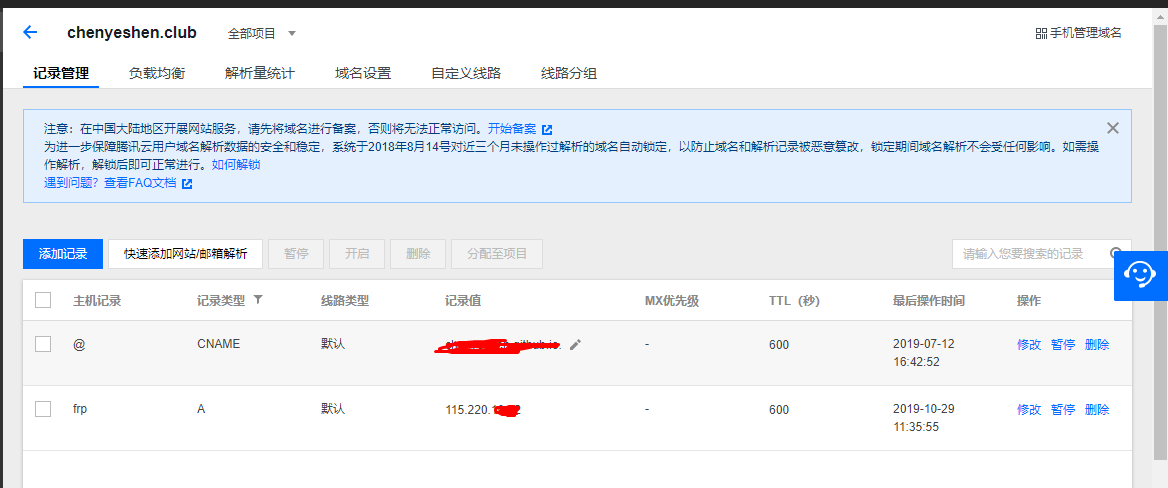 chenyeshen.club 全部项目 手机管理域名
记录管理 负载均衡 解析量统计 域名设置 自定义线路 线路分组
注意：在中国大陆地区开展网站服务，请先将域名进行备案，否则将无法正常访问。开始备案
为进一步保障腾讯云用户域名解析数据的安全和稳定，系统于2018年8月14号对近三个月未操作过解析的域名自动锁定，以防止域名和解析记录被恶意篡改，锁定期间域名解析不会受任何影响。如需操
作解析，解锁后即可正常进行。如何解锁
遇到问题？查看FAQ文档
添加记录 快速添加网站/邮箱解析 暂停 开启 删除 分配至项目 请输入您要搜索的记录
主机记录 记录类型 线路类型 记录值 MX优先级 TTL（秒） 最后操作时间 操作
@ CNAME 默认 - 600 2019-07-12 修改 暂停 删除
16:42:52
frp A 默认 115.220. - 600 2019-10-29 修改 暂停 删除
11:35:55